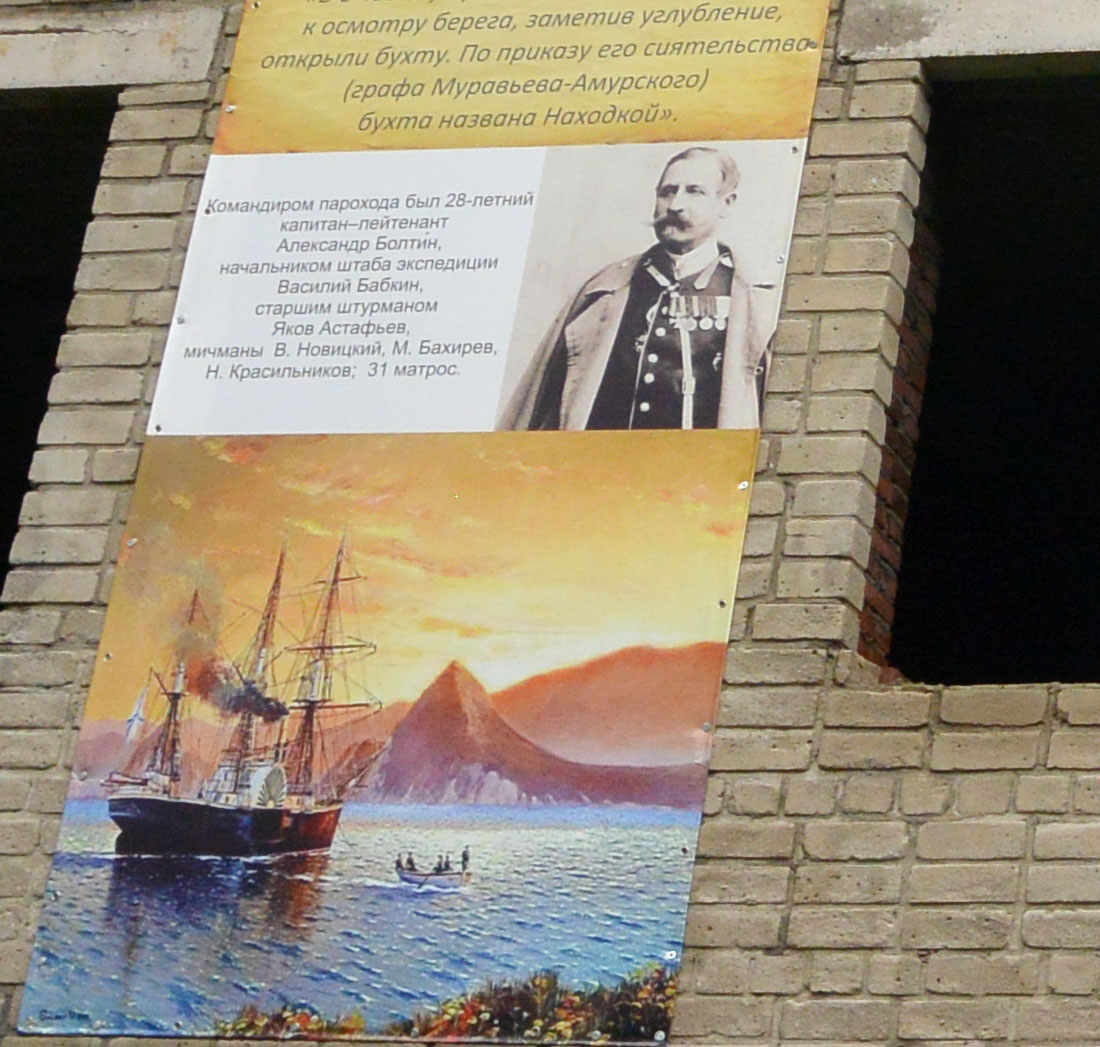 к осмотру берега, заметив углубление,
открыли бухту. По приказу его сиятельства
(графа Муравьева-Амурского)
бухта названа Находкой».
Командиром парохода был 28-летний
капитан–лейтенант
Александр Болтин,
начальником штаба экспедиции
Василий Бабкин,
старшим штурманом
Яков Астафьев,
мичманы В. Новицкий, М. Бахирев,
Н. Красильников; 31 матрос.